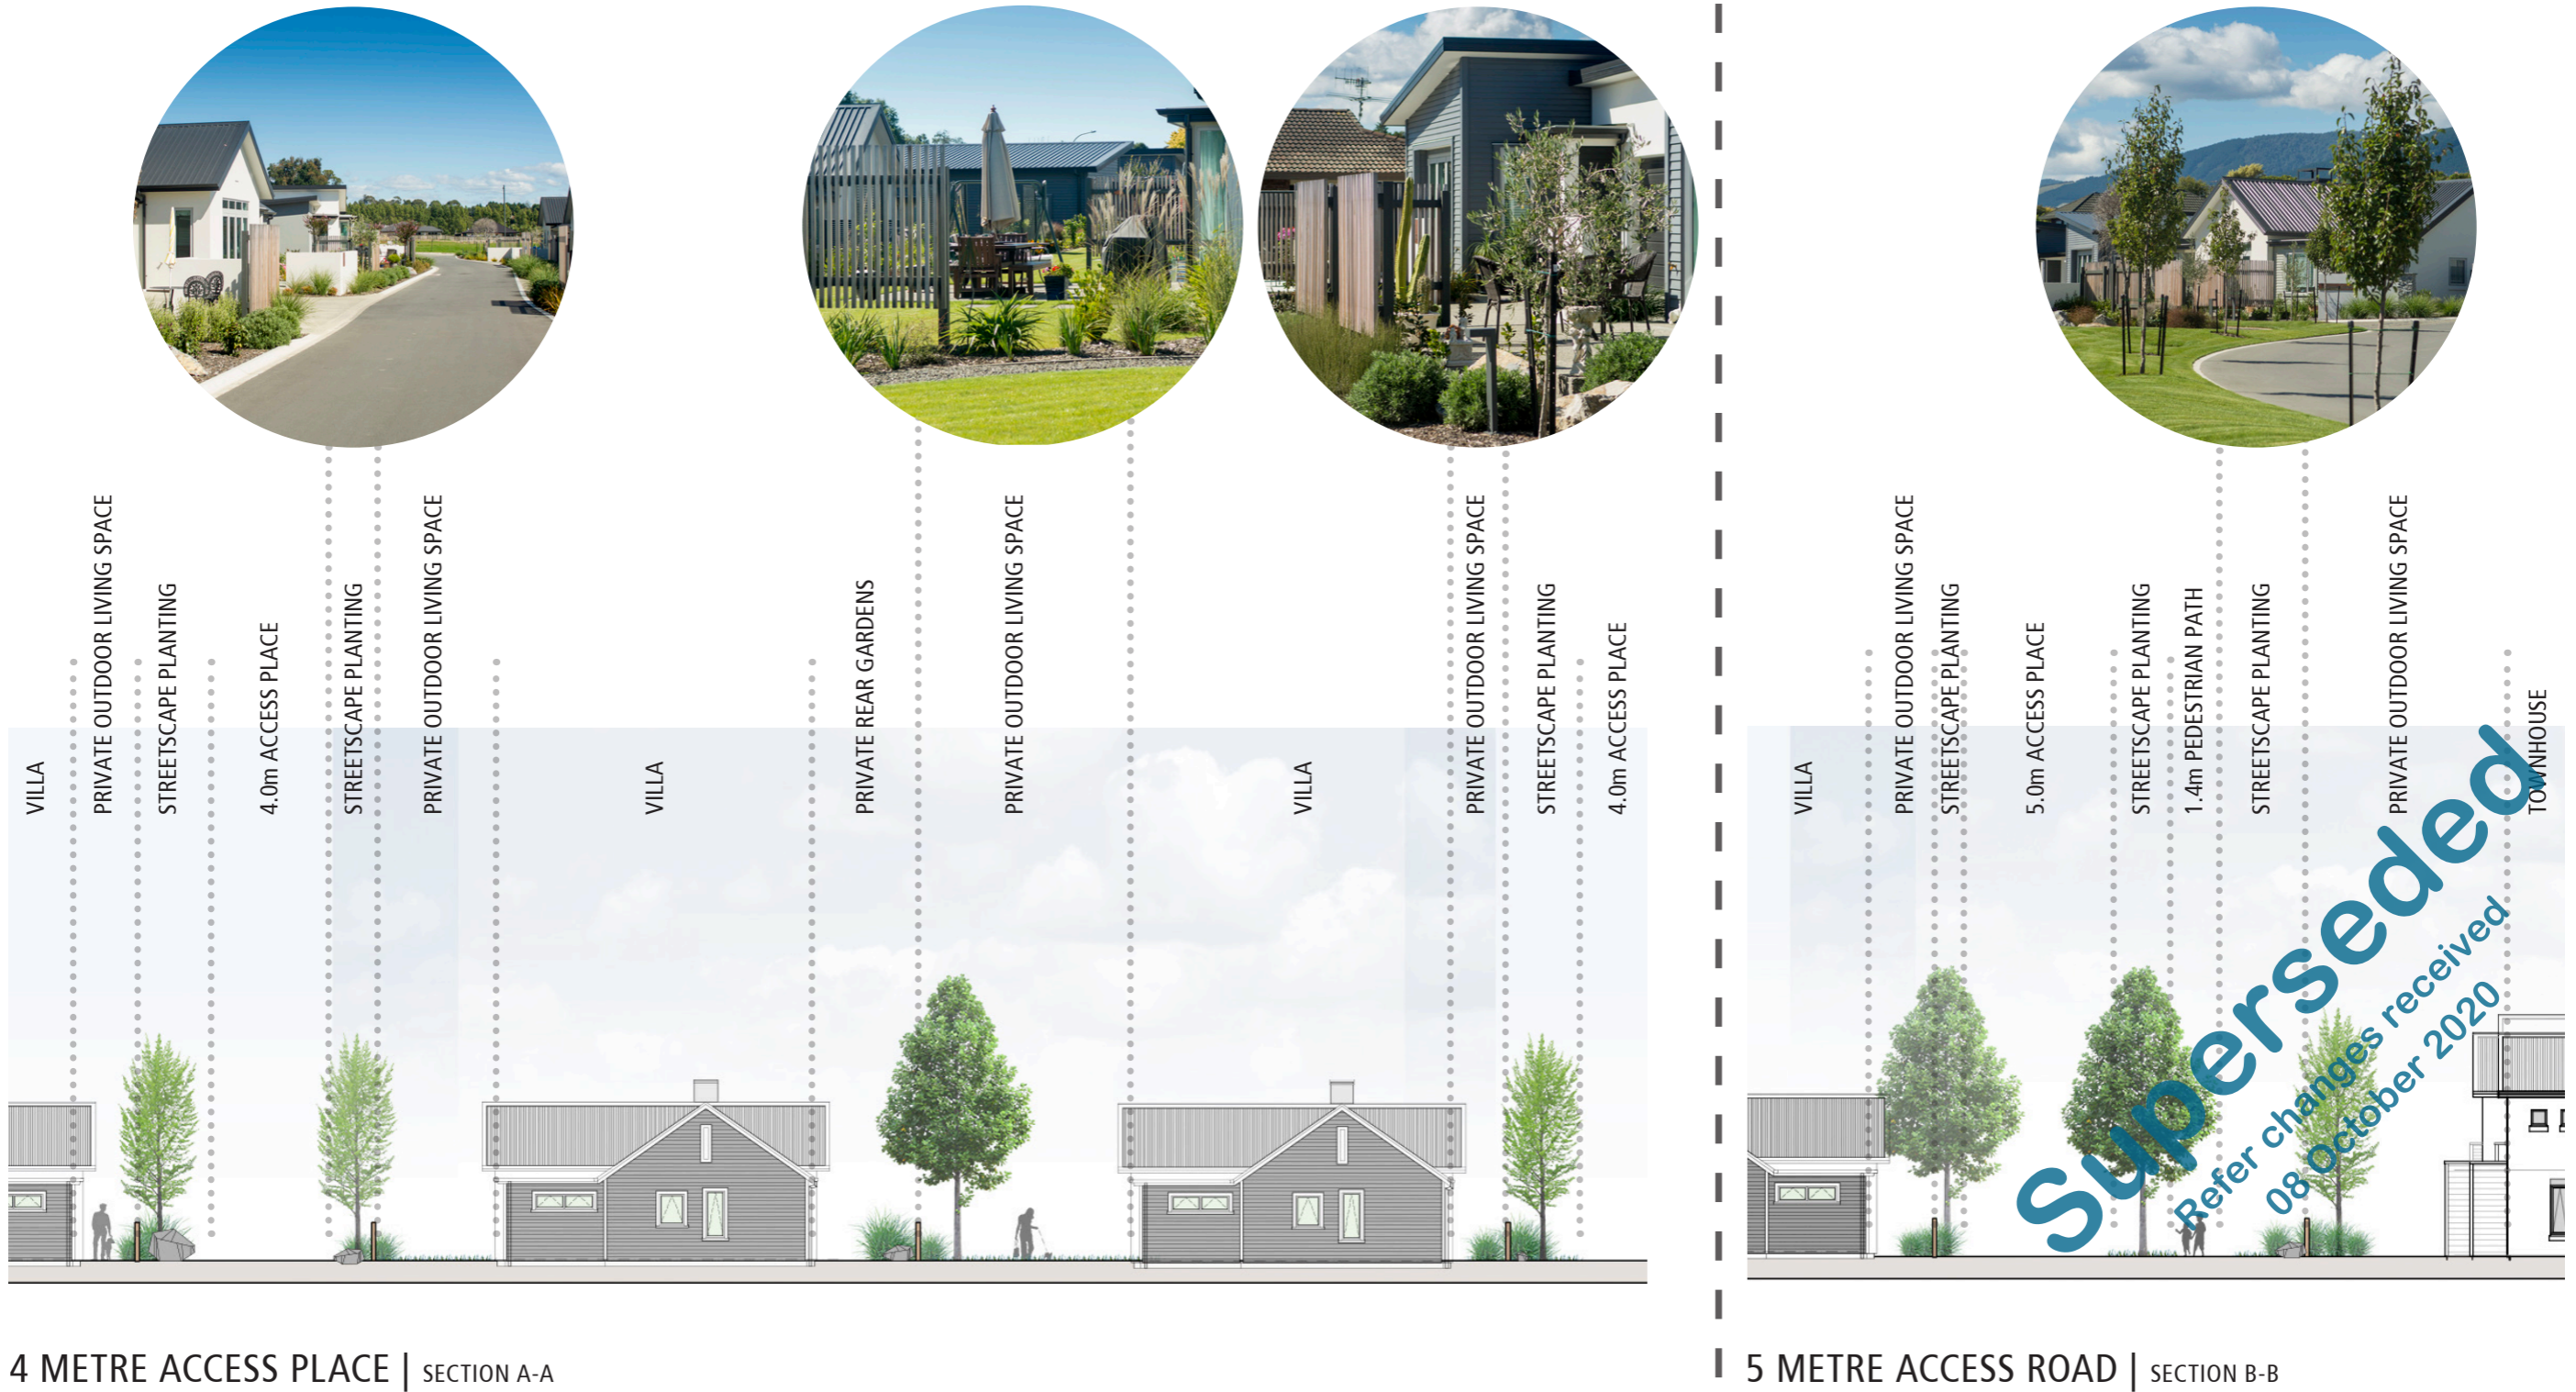 VILLA
PRIVATE OUTDOOR LIVING SPACE
STREETSCAPE PLANTING
4.0m ACCESS PLACE
STREETSCAPE PLANTING
PRIVATE OUTDOOR LIVING SPACE
VILLA
PRIVATE REAR GARDENS
PRIVATE OUTDOOR LIVING SPACE
VILLA
PRIVATE OUTDOOR LIVING SPACE
STREETSCAPE PLANTING
4.0m ACCESS PLACE
VILLA
PRIVATE OUTDOOR LIVING SPACE
STREETSCAPE PLANTING
5.0m ACCESS PLACE
STREETSCAPE PLANTING
1.4m PEDESTRIAN PATH
STREETSCAPE PLANTING
PRIVATE OUTDOOR LIVING SPACE
TOWNHOUSE
Superseded
Refer changes received
08 October 2020
4 METRE ACCESS PLACE | SECTION A-A
5 METRE ACCESS ROAD | SECTION B-B